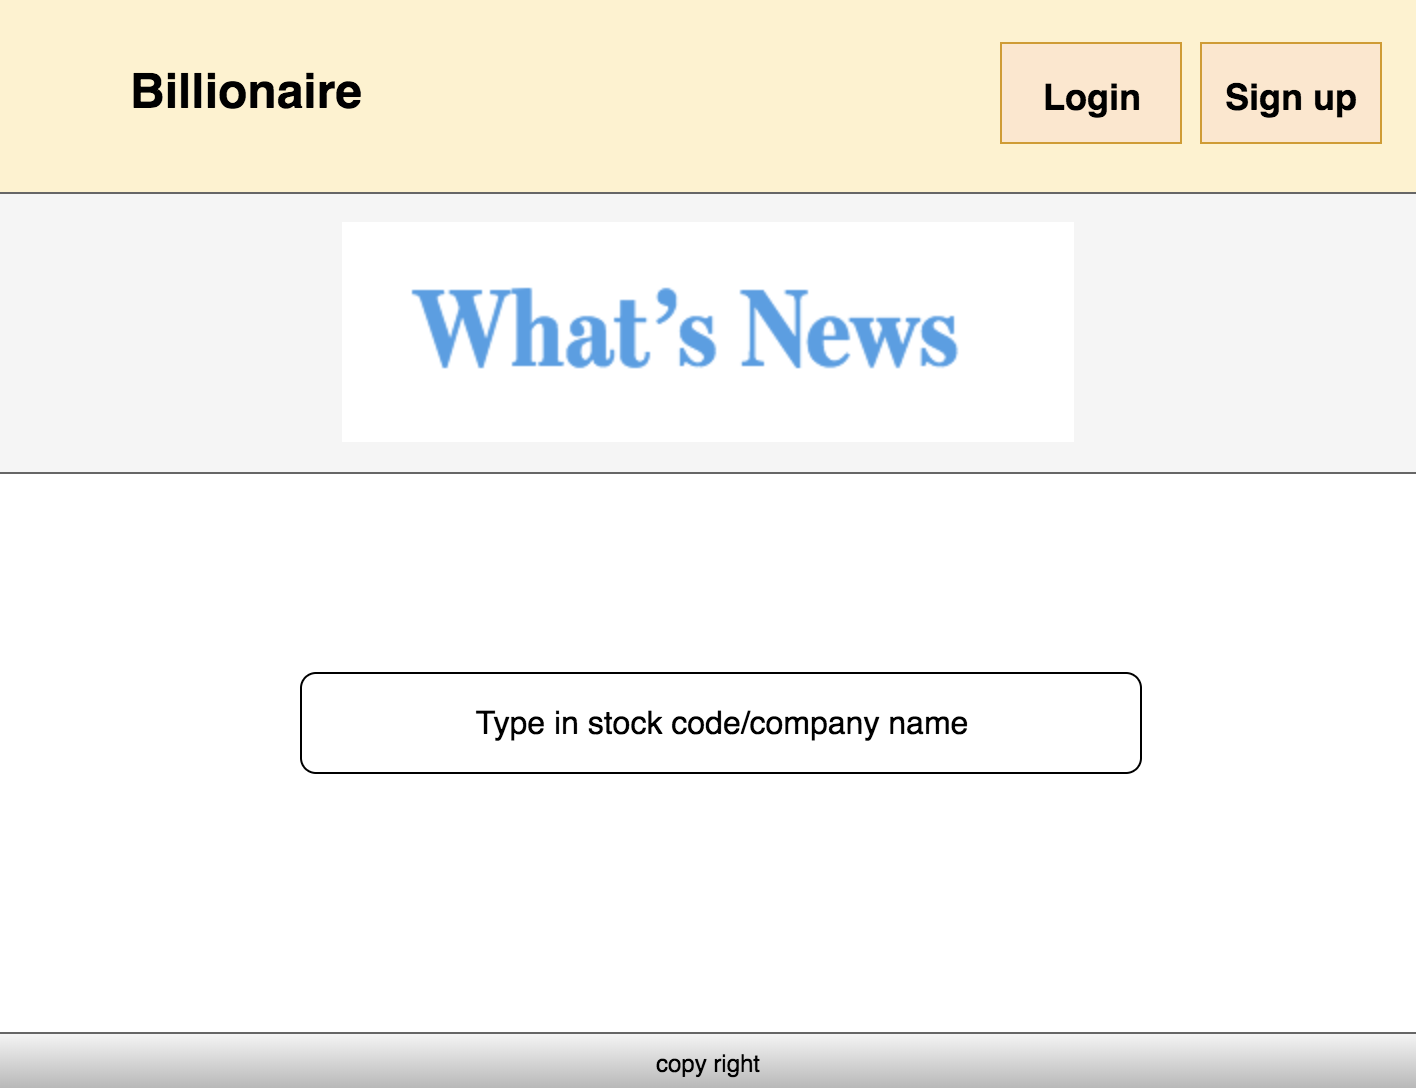 Billionaire
Login
Sign up
What’s News
Type in stock code/company name
copy right